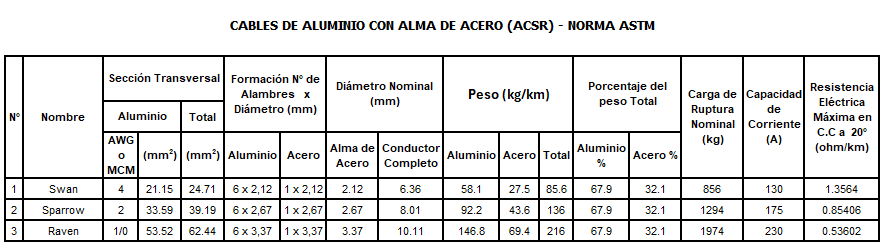 CABLES DE ALUMINIO CON ALMA DE ACERO (ACSR) - NORMA ASTM
Nº Nombre Sección Transversal Formación Nº de Alambres x Diámetro (mm) Diámetro Nominal (mm) Peso (kg/km) Porcentaje del peso Total Carga de Ruptura Nominal (kg) Capacidad de Corriente (A) Resistencia Eléctrica Máxima en C.C a 20º (ohm/km)
Aluminio Total
AWG o MCM (mm²) (mm²) Aluminio Acero Alma de Acero Conductor Completo Aluminio Acero Total Aluminio % Acero %
1 Swan 4 21.15 24.71 6 x 2,12 1 x 2,12 2.12 6.36 58.1 27.5 85.6 67.9 32.1 856 130 1.3564
2 Sparrow 2 33.59 39.19 6 x 2,67 1 x 2,67 2.67 8.01 92.2 43.6 136 67.9 32.1 1294 175 0.85406
3 Raven 1/0 53.52 62.44 6 x 3,37 1 x 3,37 3.37 10.11 146.8 69.4 216 67.9 32.1 1974 230 0.53602